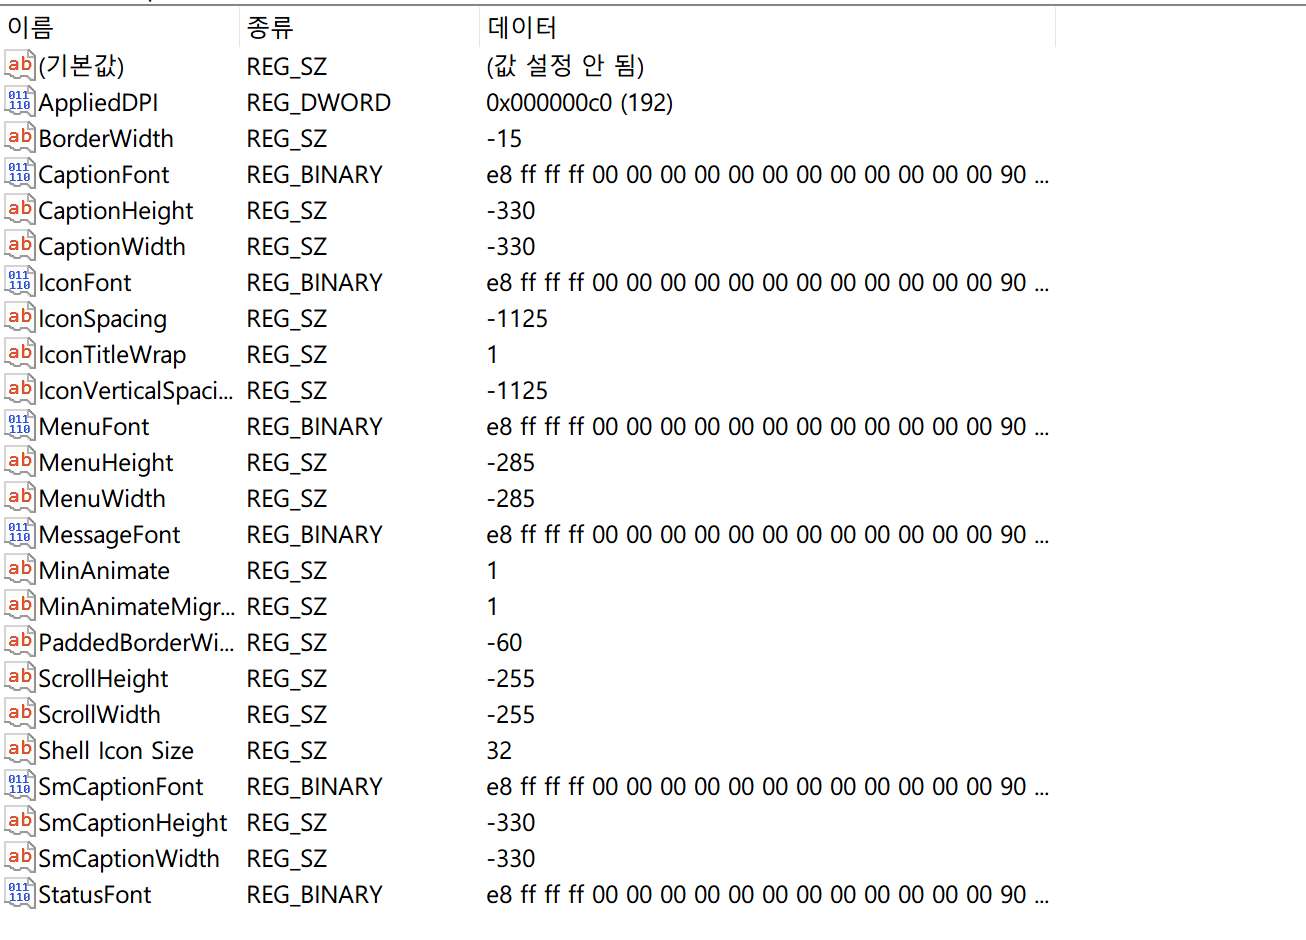 이름 종류 데이터
(기본값) REG_SZ (값 설정 안 됨)
AppliedDPI REG_DWORD 0x000000c0 (192)
BorderWidth REG_SZ -15
CaptionFont REG_BINARY e8 ff ff ff 00 00 00 00 00 00 00 00 00 00 00 00 90 ...
CaptionHeight REG_SZ -330
CaptionWidth REG_SZ -330
IconFont REG_BINARY e8 ff ff ff 00 00 00 00 00 00 00 00 00 00 00 00 90 ...
IconSpacing REG_SZ -1125
IconTitleWrap REG_SZ 1
IconVerticalSpaci... REG_SZ -1125
MenuFont REG_BINARY e8 ff ff ff 00 00 00 00 00 00 00 00 00 00 00 00 90 ...
MenuHeight REG_SZ -285
MenuWidth REG_SZ -285
MessageFont REG_BINARY e8 ff ff ff 00 00 00 00 00 00 00 00 00 00 00 00 90 ...
MinAnimate REG_SZ 1
MinAnimateMigr... REG_SZ 1
PaddedBorderWi... REG_SZ -60
ScrollHeight REG_SZ -255
ScrollWidth REG_SZ -255
Shell Icon Size REG_SZ 32
SmCaptionFont REG_BINARY e8 ff ff ff 00 00 00 00 00 00 00 00 00 00 00 00 90 ...
SmCaptionHeight REG_SZ -330
SmCaptionWidth REG_SZ -330
StatusFont REG_BINARY e8 ff ff ff 00 00 00 00 00 00 00 00 00 00 00 00 90 ...